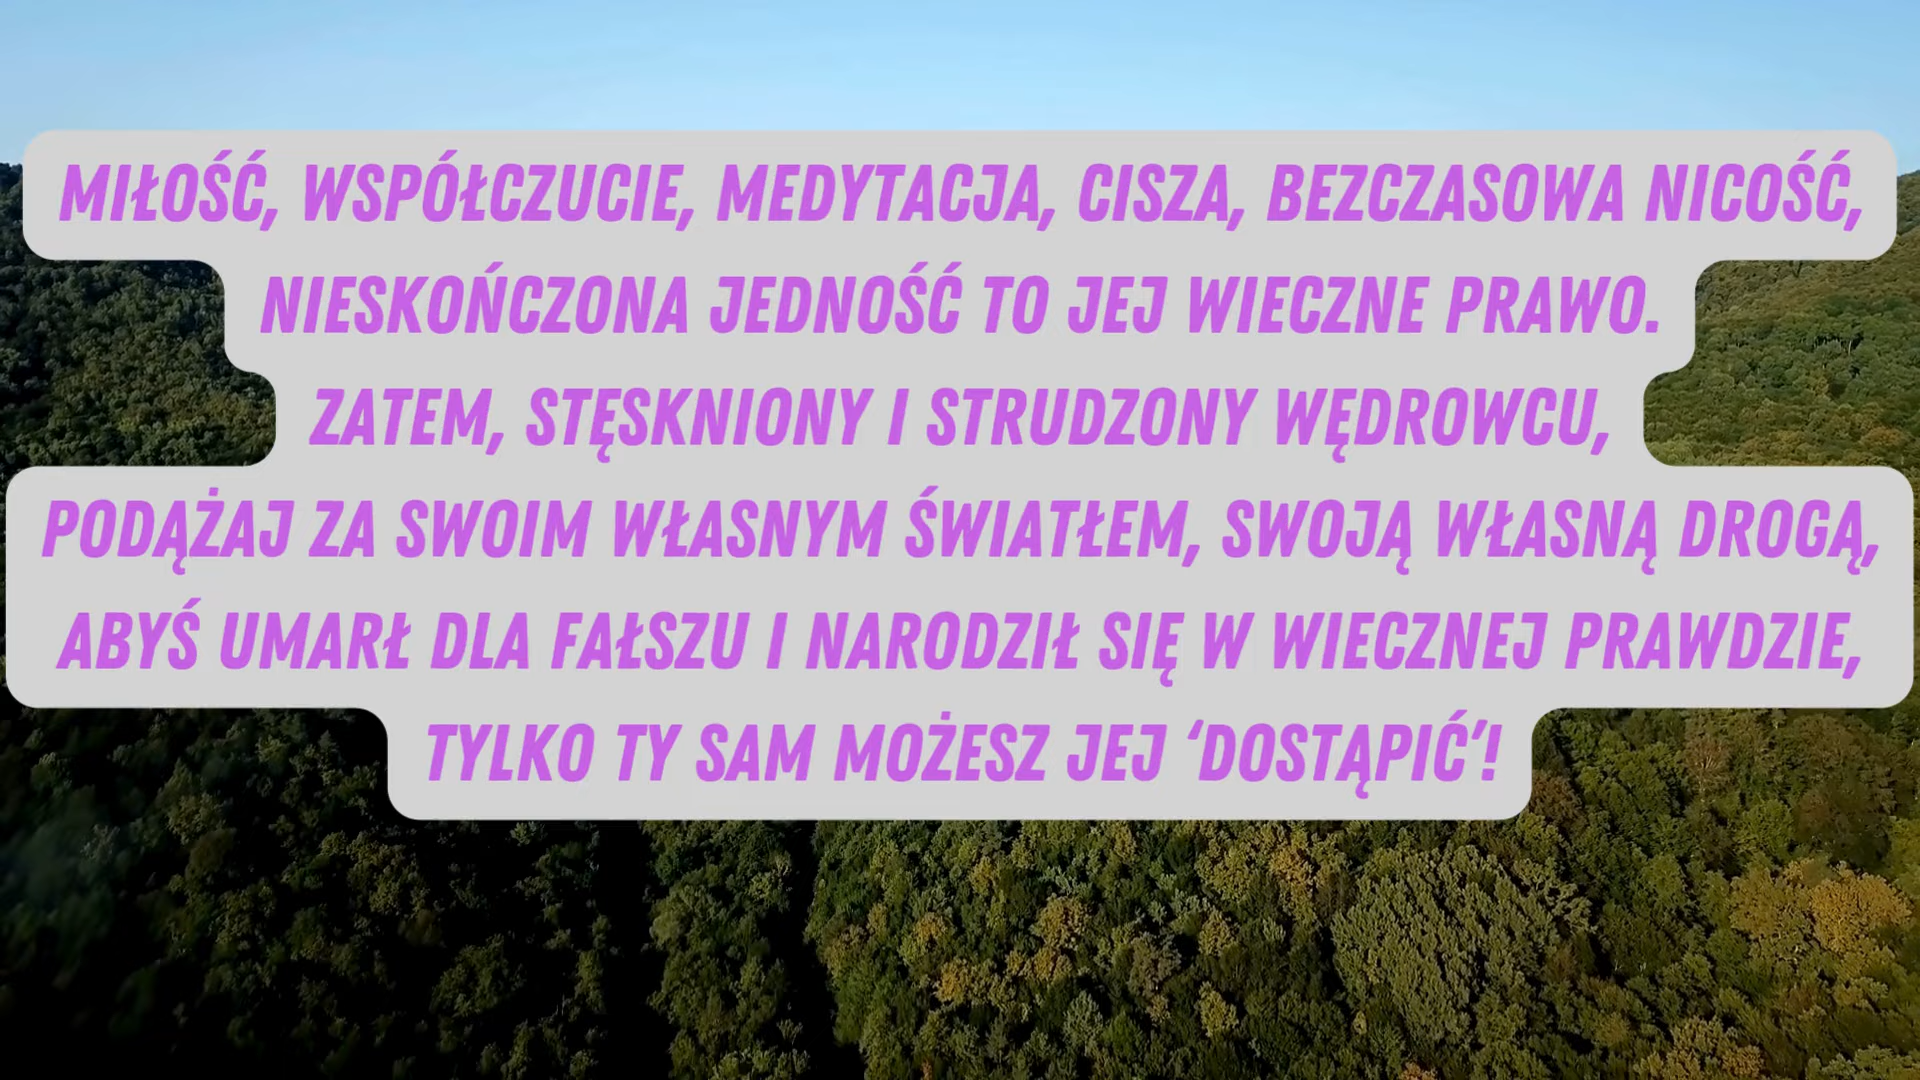 MIŁOŚĆ, WSPÓŁCZUCIE, MEDYTACJA, CISZA, BEZCZASOWA NICOŚĆ,
NIESKOŃCZONA JEDNOŚĆ TO JEJ WIECZNE PRAWO.
ZATEM, STĘSKNIONY I STRUDZONY WĘDROWCU,
PODĄŻAJ ZA SWOIM WŁASNYM ŚWIATŁEM, SWOJĄ WŁASNĄ DROGĄ,
ABYŚ UMARŁ DLA FAŁSZU I NARODZIŁ SIĘ W WIECZNEJ PRAWDZIE,
TYLKO TY SAM MOŻESZ JEJ ‘DOSTĄPIĆ’!